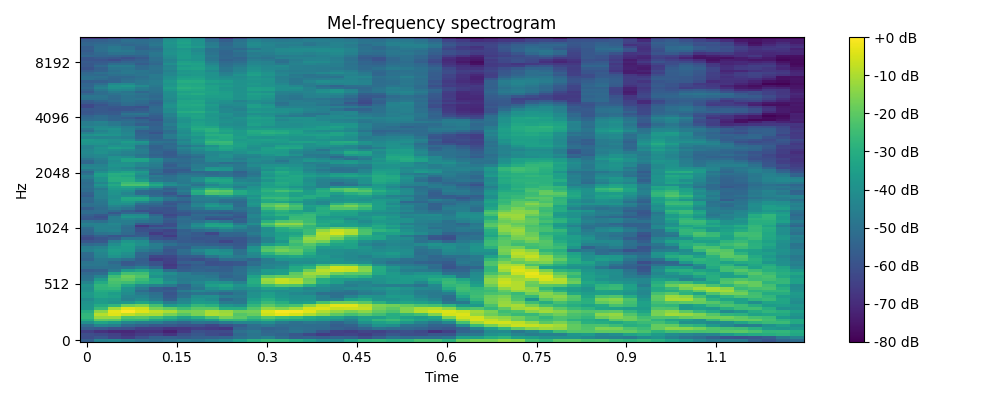 Mel-frequency spectrogram
8192
4096
2048
1024
512
0
Hz
0 0.15 0.3 0.45 0.6 0.75 0.9 1.1
Time
+0 dB
-10 dB
-20 dB
-30 dB
-40 dB
-50 dB
-60 dB
-70 dB
-80 dB